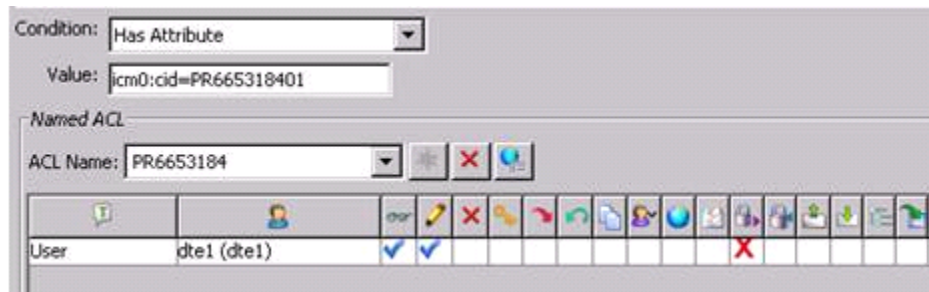 Condition: Has Attribute
Value: icm0:cid=PR665318401
Named ACL
ACL Name: PR6653184
User dte1 (dte1)